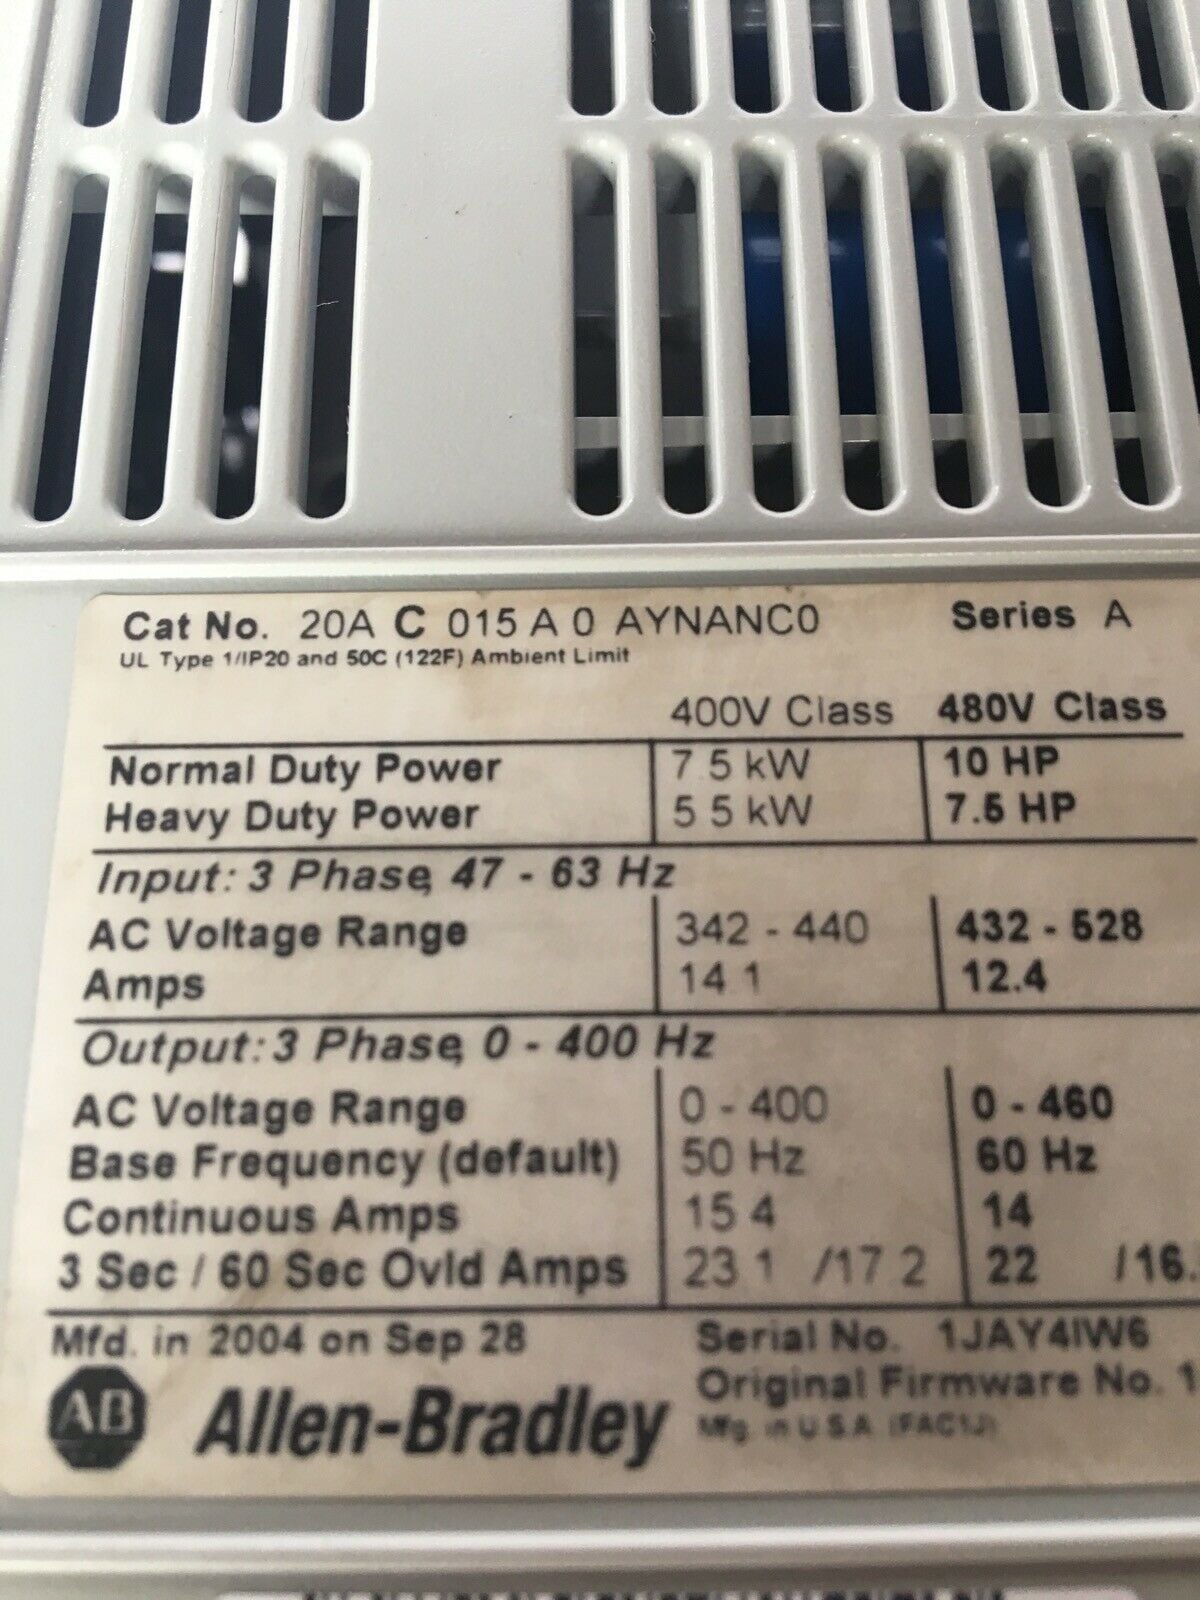 Cat No. 20A C 015 A 0 AYNANC0 Series A
UL Type 1/IP20 and 50C (122F) Ambient Limit
400V Class 480V Class
Normal Duty Power 7 5 kW 10 HP
Heavy Duty Power 5 5 kW 7.5 HP
Input: 3 Phase, 47 - 63 Hz
AC Voltage Range 342 - 440 432 - 528
Amps 14 1 12.4
Output: 3 Phase, 0 - 400 Hz
AC Voltage Range 0 - 400 0 - 460
Base Frequency (default) 50 Hz 60 Hz
Continuous Amps 15 4 14
3 Sec / 60 Sec Ovld Amps 23 1 /17 2 22 /16.
Mfd. in 2004 on Sep 28 Serial No. 1JAY4IW6
Original Firmware No. 1
AB Allen-Bradley Mfg. in U.S.A. (FAC1J)